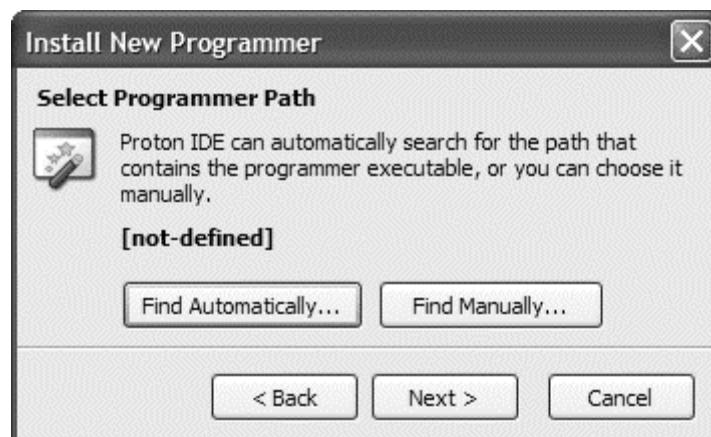 Install New Programmer
Select Programmer Path
Proton IDE can automatically search for the path that
contains the programmer executable, or you can choose it
manually.
[not-defined]
Find Automatically... Find Manually...
< Back Next > Cancel